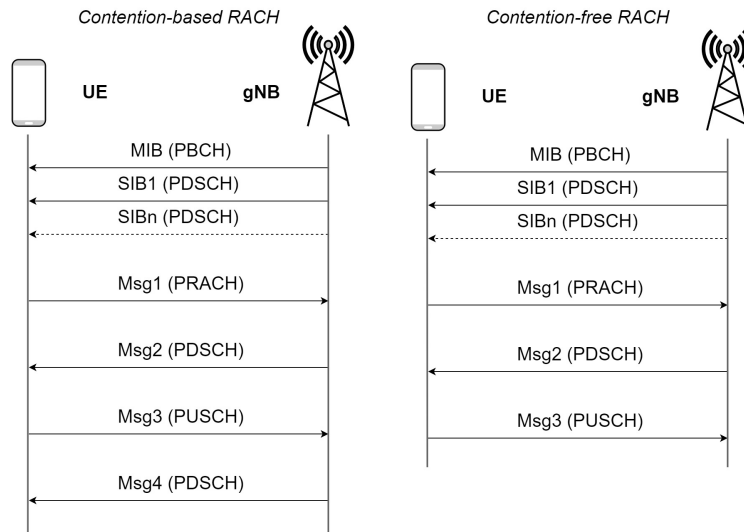 Contention-based RACH
UE
gNB
MIB (PBCH)
SIB1 (PDSCH)
SIBn (PDSCH)
Msg1 (PRACH)
Msg2 (PDSCH)
Msg3 (PUSCH)
Msg4 (PDSCH)
Contention-free RACH
UE
gNB
MIB (PBCH)
SIB1 (PDSCH)
SIBn (PDSCH)
Msg1 (PRACH)
Msg2 (PDSCH)
Msg3 (PUSCH)